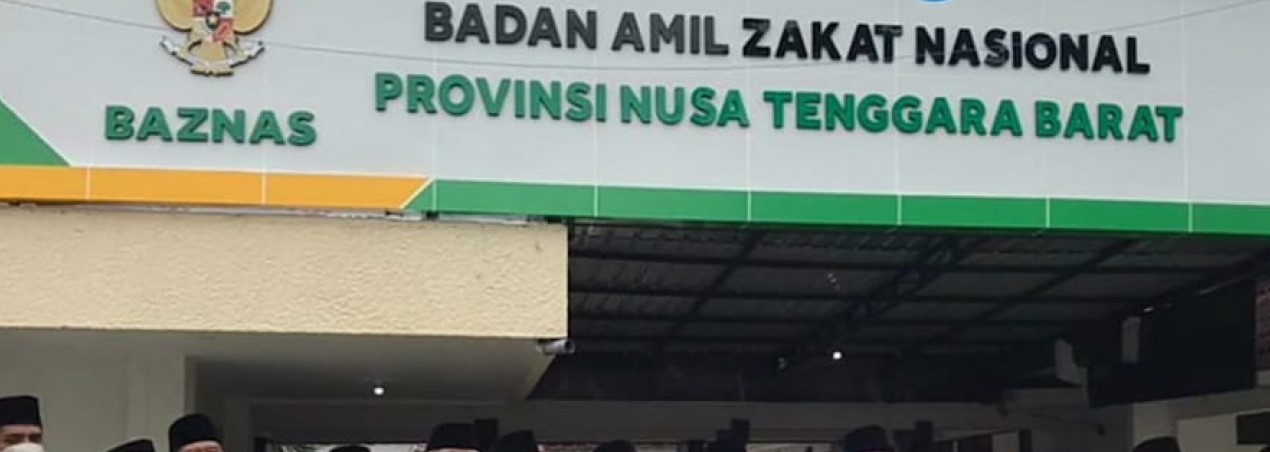 BADAN AMIL ZAKAT NASIONAL
PROVINSI NUSA TENGGARA BARAT
BAZNAS